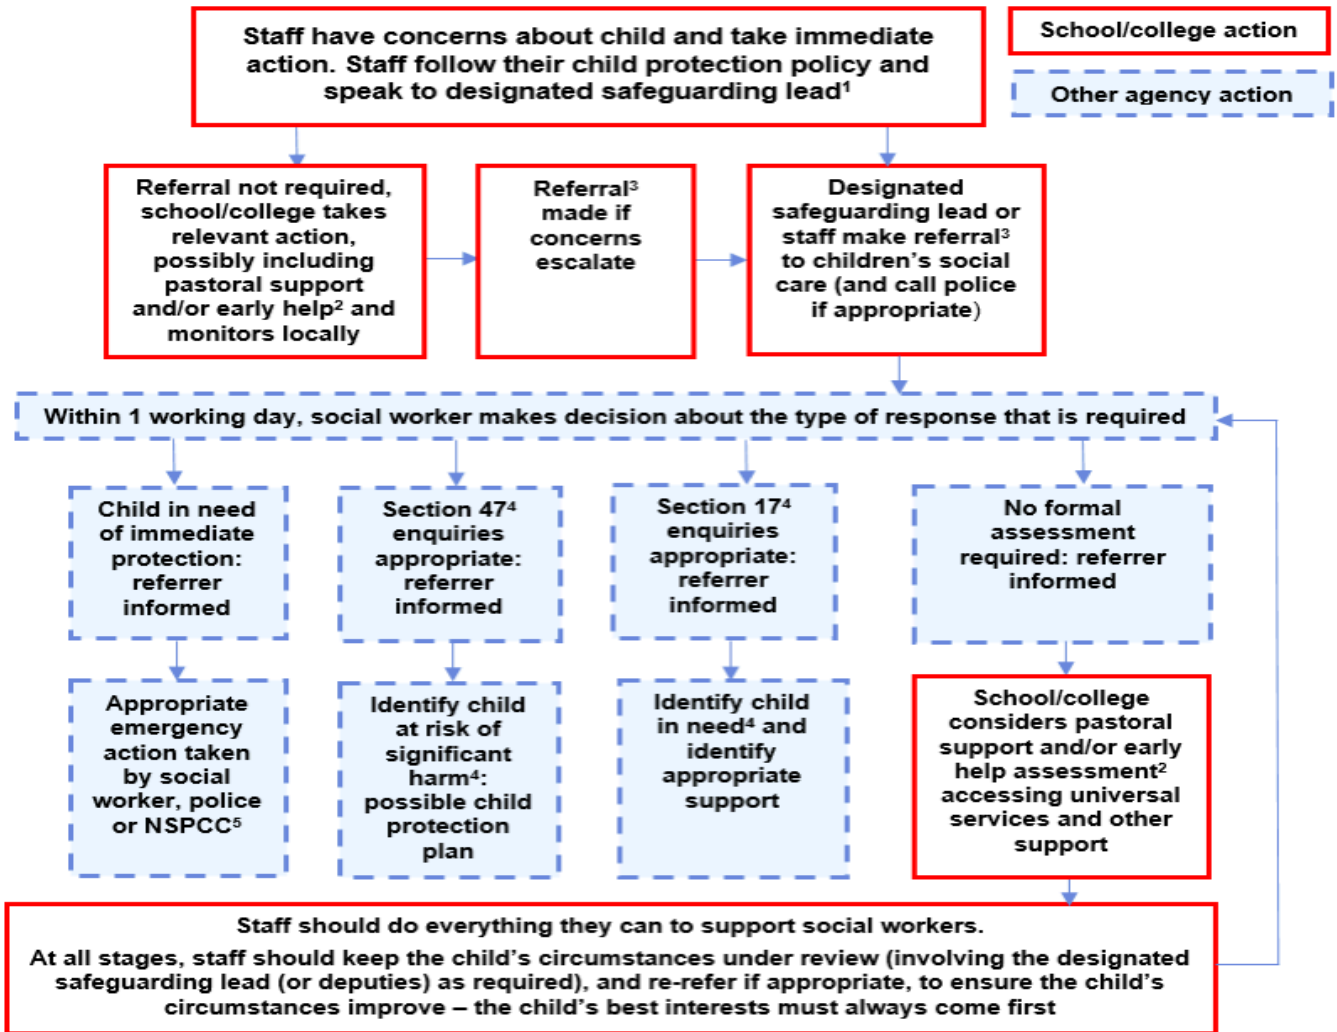 Staff have concerns about child and take immediate
action. Staff follow their child protection policy and
speak to designated safeguarding lead¹
School/college action
Other agency action
Referral not required,
school/college takes
relevant action,
possibly including
pastoral support
and/or early help² and
monitors locally
Referral³
made if
concerns
escalate
Designated
safeguarding lead or
staff make referral³
to children's social
care (and call police
if appropriate)
Within 1 working day, social worker makes decision about the type of response that is required
Child in need
of immediate
protection:
referrer
informed
Section 47⁴
enquiries
appropriate:
referrer
informed
Section 17⁴
enquiries
appropriate:
referrer
informed
No formal
assessment
required: referrer
informed
Appropriate
emergency
action taken
by social
worker, police
or NSPCC⁵
Identify child
at risk of
significant
harm⁴:
possible child
protection
plan
Identify child
in need⁴ and
identify
appropriate
support
School/college
considers pastoral
support and/or early
help assessment²
accessing universal
services and other
support
Staff should do everything they can to support social workers.
At all stages, staff should keep the child's circumstances under review (involving the designated
safeguarding lead (or deputies) as required), and re-refer if appropriate, to ensure the child's
circumstances improve – the child's best interests must always come first